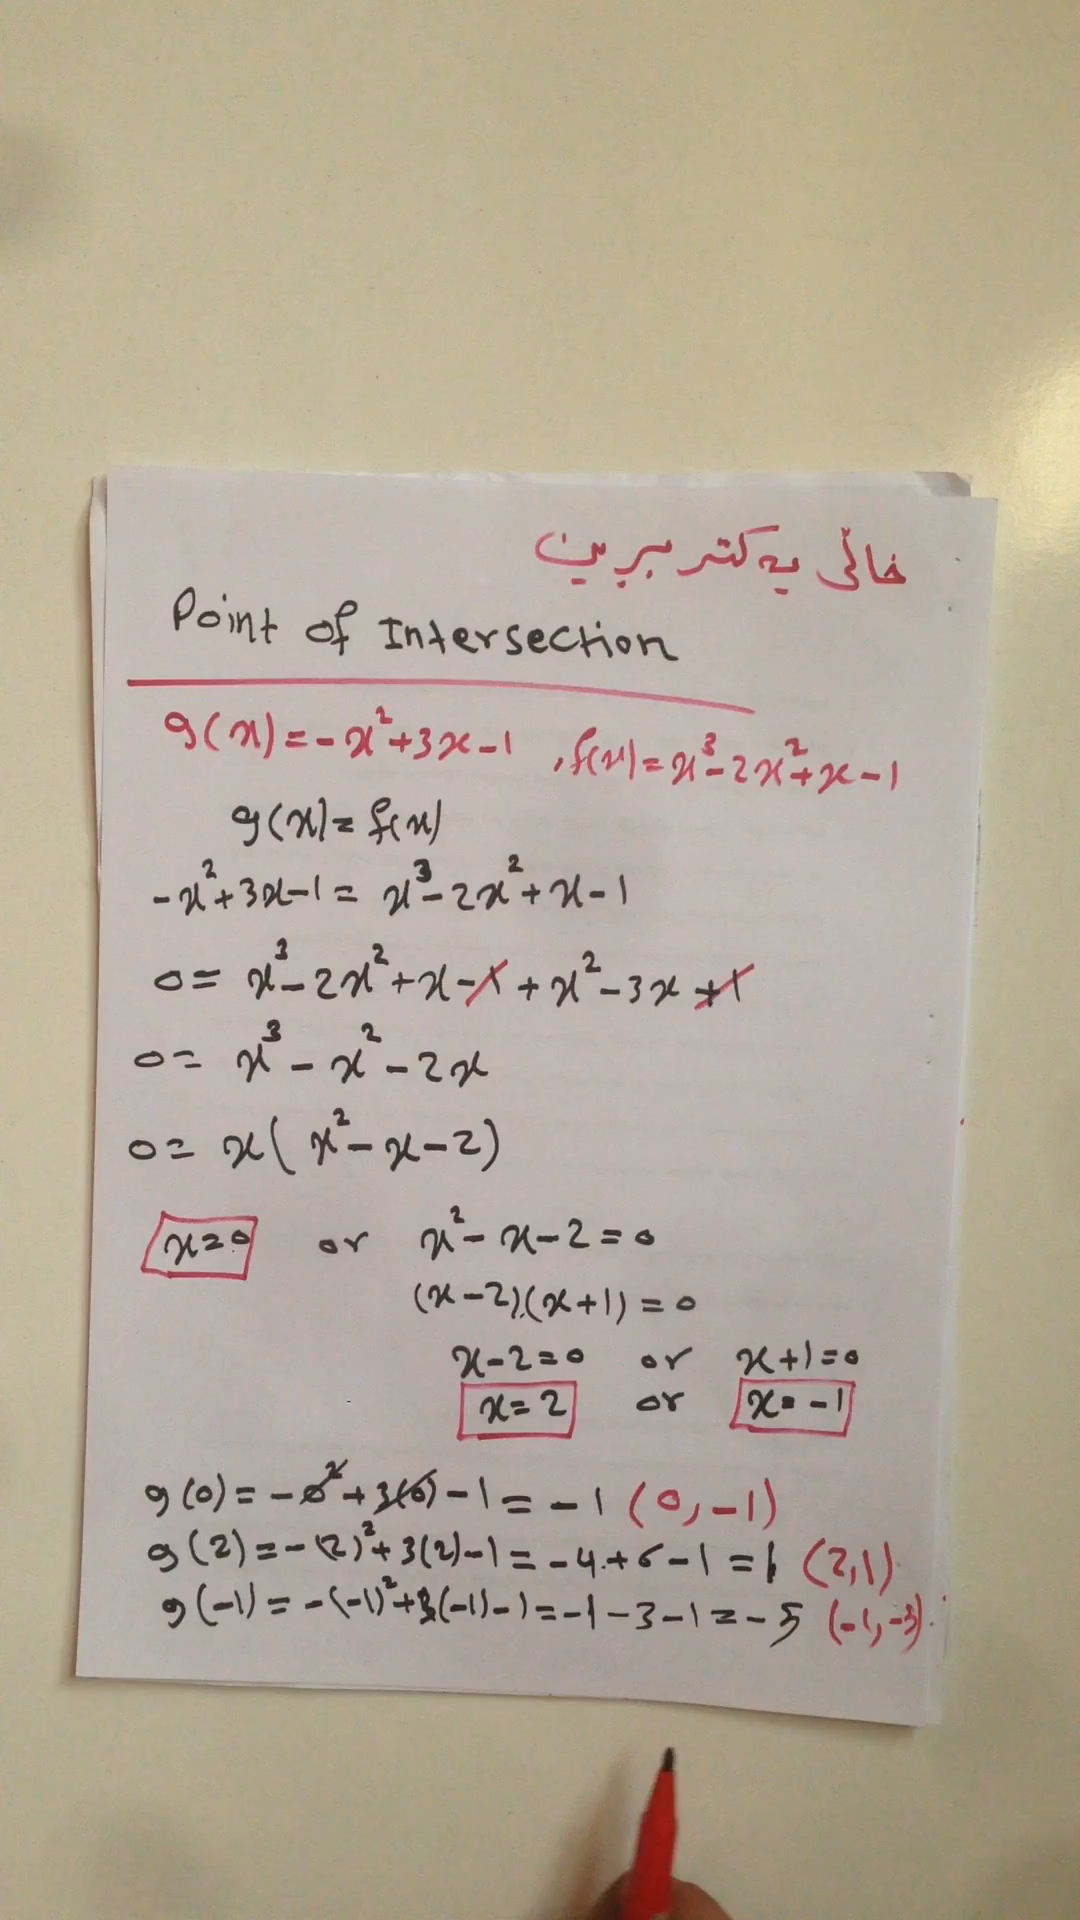 خاڵی یەکتر بڕین
Point of Intersection
g(x)=-x²+3x-1 , f(x)=x³-2x²+x-1
g(x)=f(x)
-x²+3x-1=x³-2x²+x-1
0=x³-2x²+x-1+x²-3x+1
0=x³-x²-2x
0=x(x²-x-2)
x=0 or x²-x-2=0
(x-2).(x+1)=0
x-2=0 or x+1=0
x=2 or x=-1
g(0)=-0²+3(0)-1=-1 (0,-1)
g(2)=-(2)²+3(2)-1=-4+6-1=1 (2,1)
g(-1)=-(-1)²+3(-1)-1=-1-3-1=-5 (-1,-3)